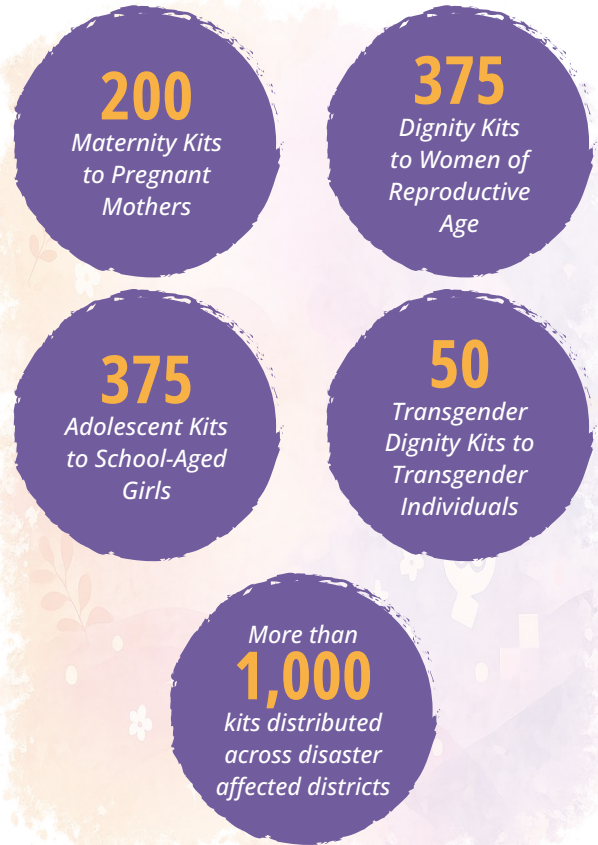 200
Maternity Kits
to Pregnant
Mothers
375
Dignity Kits
to Women of
Reproductive
Age
375
Adolescent Kits
to School-Aged
Girls
50
Transgender
Dignity Kits to
Transgender
Individuals
More than
1,000
kits distributed
across disaster
affected districts